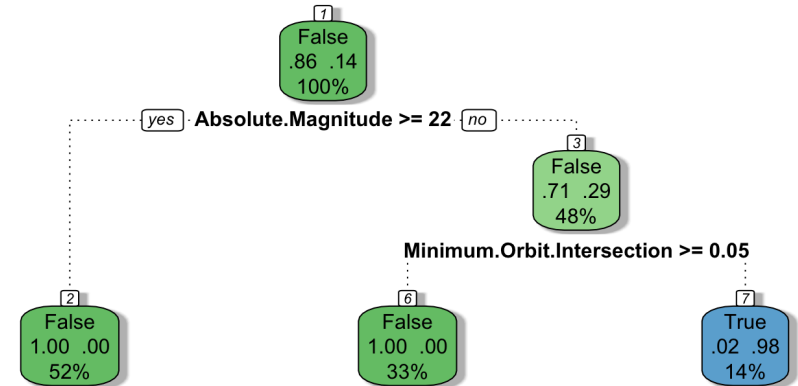 1
False
.86 .14
100%
yes Absolute.Magnitude >= 22 no
3
False
.71 .29
48%
Minimum.Orbit.Intersection >= 0.05
2
False
1.00 .00
52%
6
False
1.00 .00
33%
7
True
.02 .98
14%